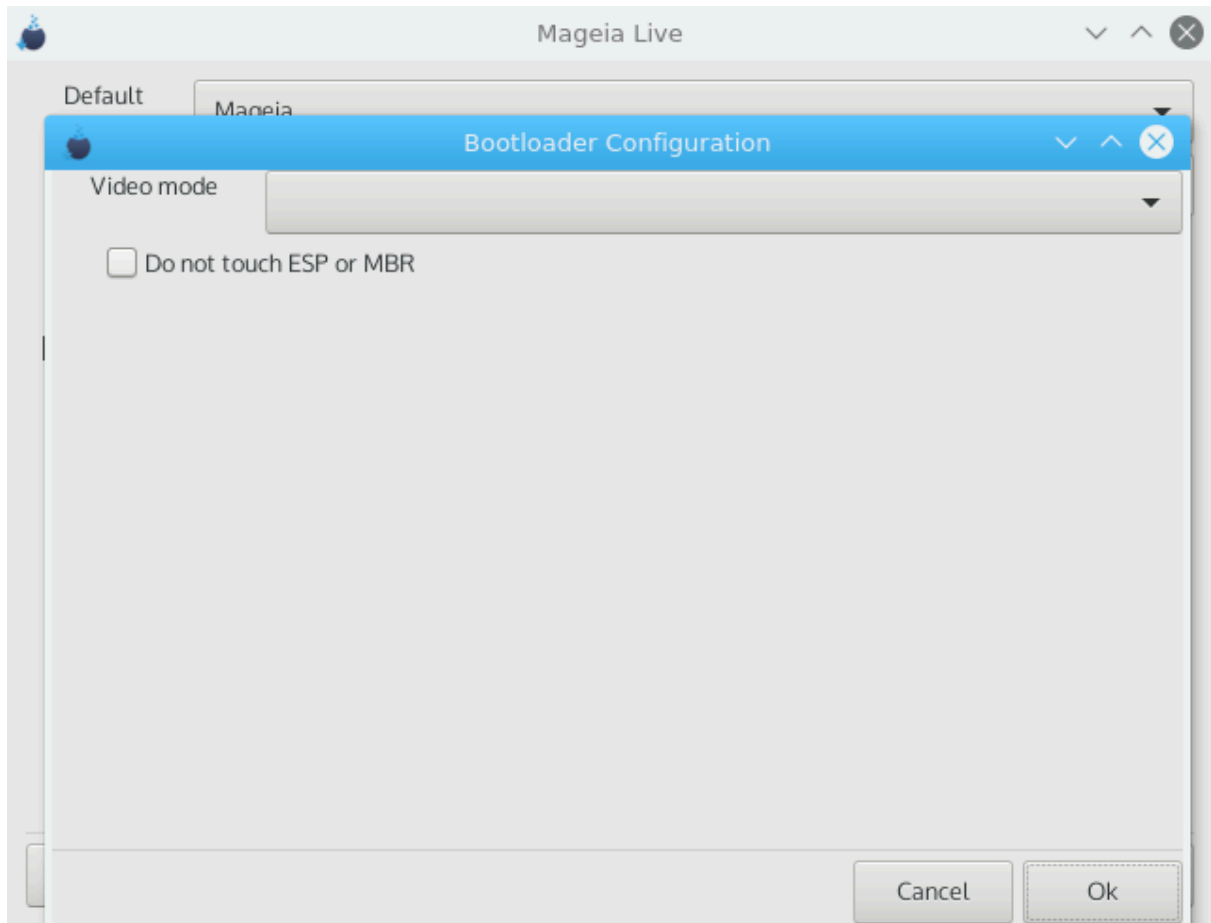 Mageia Live
Default
Mageia
Bootloader Configuration
Video mode
Do not touch ESP or MBR
Cancel
Ok